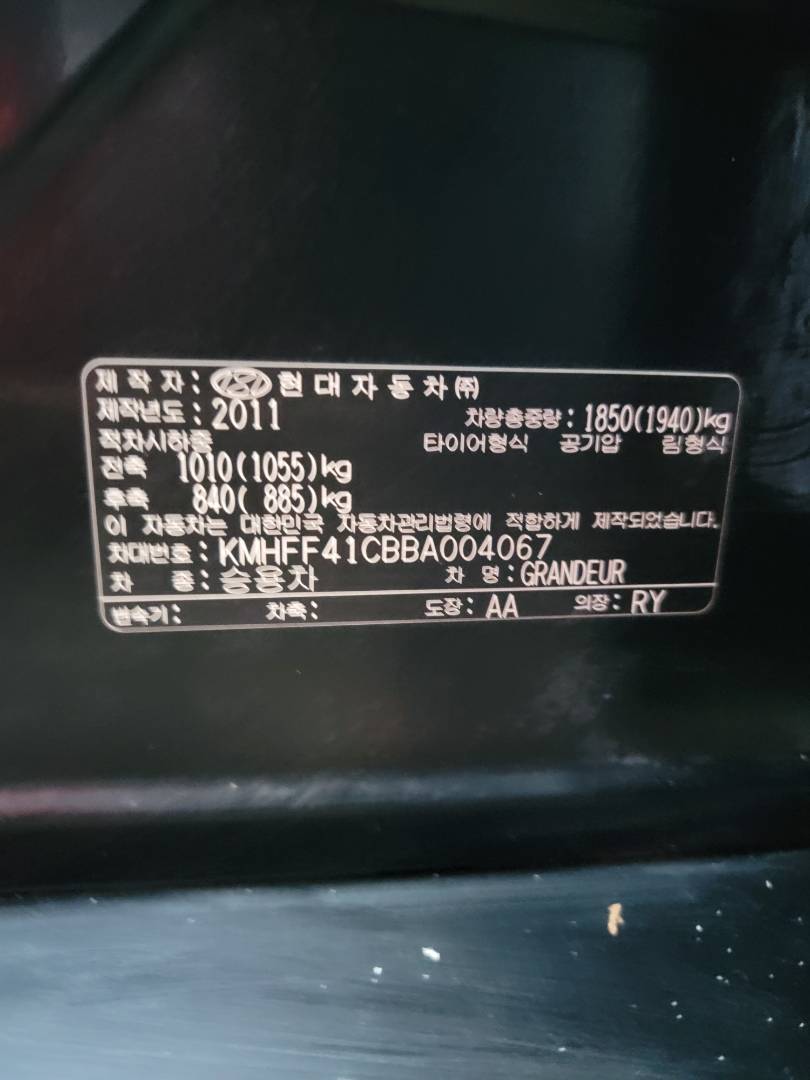 제 작 자 : 현 대 자 동 차 ㈜
제작년도 : 2011 차량총중량 : 1850(1940)kg
적차시하중 타이어형식 공기압 림형식
전축 1010(1055)kg
후축 840( 885)kg
이 자동차는 대한민국 자동차관리법령에 적합하게 제작되었습니다.
차대번호 : KMHFF41CBBA004067
차 종 : 승용차 차 명 : GRANDEUR
변속기 : 차축 : 도장 : AA 의장 : RY